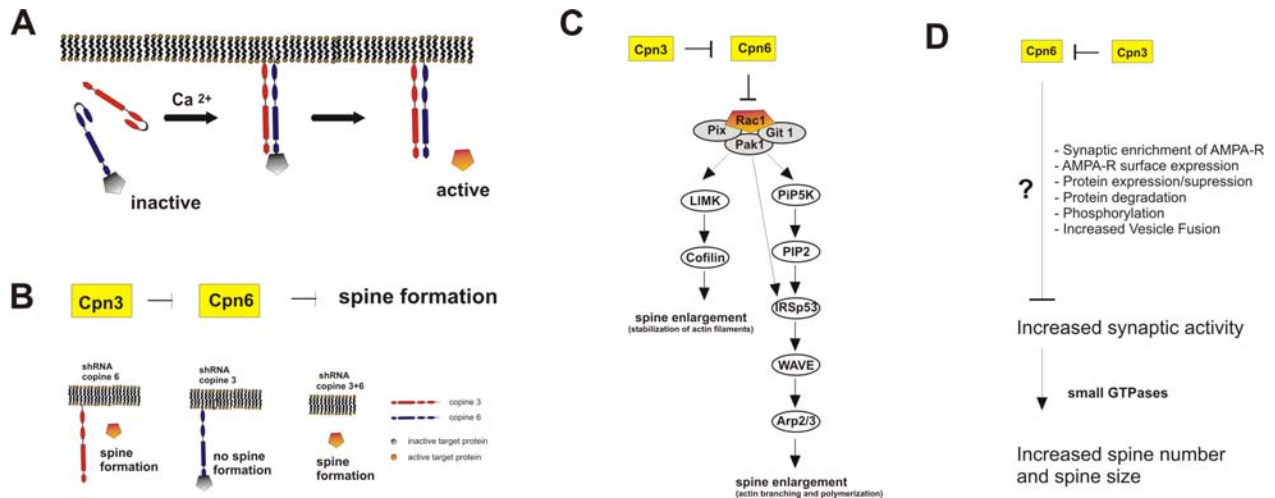 A
Ca 2+
inactive
active
B
Cpn3
Cpn6
spine formation
shRNA
copine 6
spine
formation
shRNA
copine 3
no spine
formation
shRNA
copine 3+6
spine
formation
copine 3
copine 6
inactive target protein
active target protein
C
Cpn3
Cpn6
Rac1
Pix
Git 1
Pak1
LIMK
Cofilin
spine enlargement
(stabilization of actin filaments)
PiP5K
PIP2
IRSp53
WAVE
Arp2/3
spine enlargement
(actin branching and polymerization)
D
Cpn6
Cpn3
?
- Synaptic enrichment of AMPA-R
- AMPA-R surface expression
- Protein expression/supression
- Protein degradation
- Phosphorylation
- Increased Vesicle Fusion
Increased synaptic activity
small GTPases
Increased spine number
and spine size